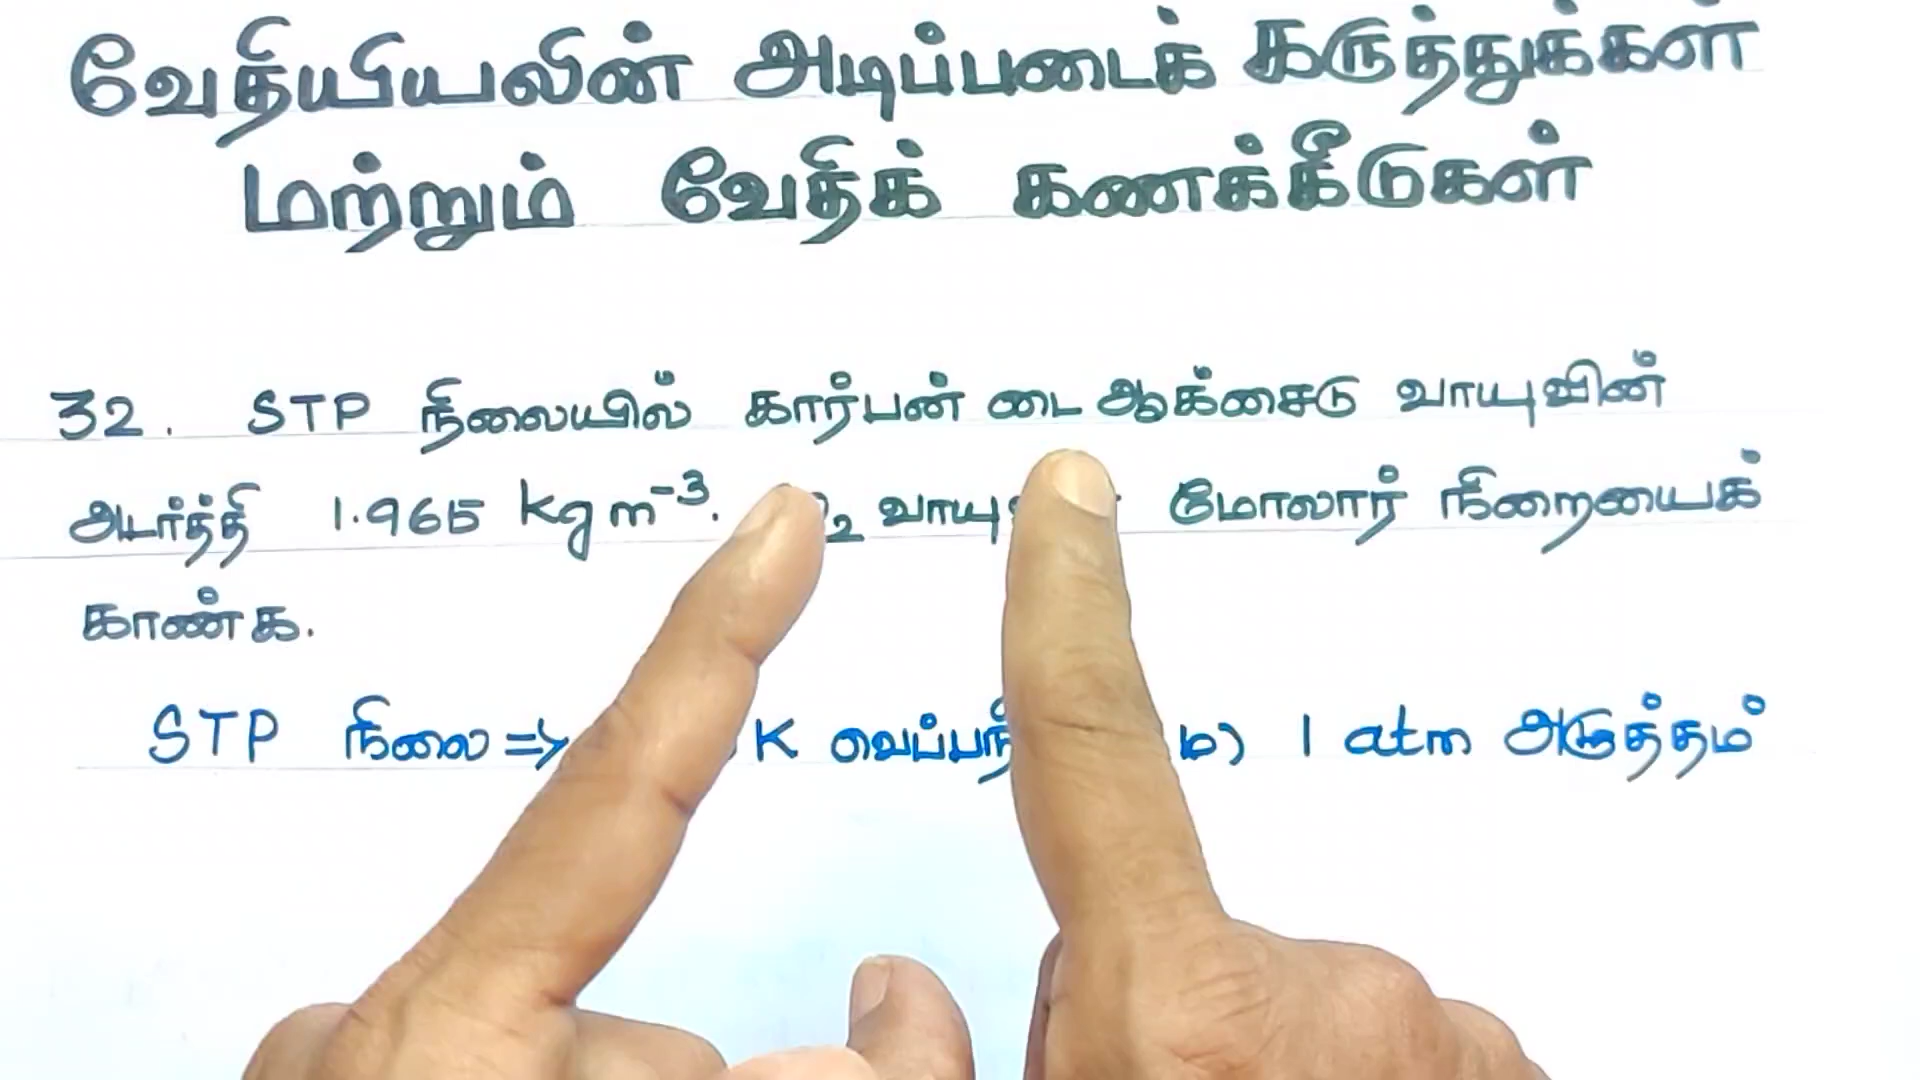 வேதியியலின் அடிப்படைக் கருத்துக்கள்
மற்றும் வேதிக் கணக்கீடுகள்
32. STP நிலையில் கார்பன் டை ஆக்சைடு வாயுவின்
அடர்த்தி 1.965 kg m⁻³. மோலார் நிறையைக்
காண்க.
STP நிலை => K 1 atm அழுத்தம்